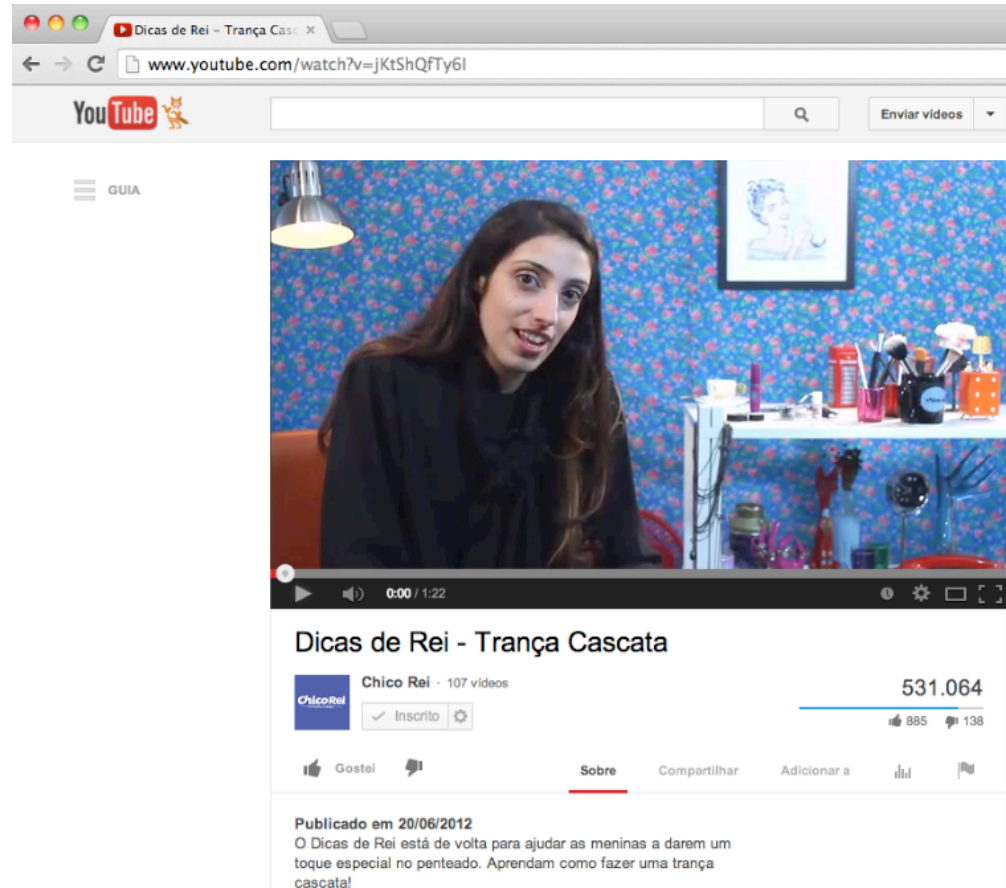 Dicas de Rei – Trança Casc
www.youtube.com/watch?v=jKtShQfTy6I
YouTube
Enviar vídeos
GUIA
0:00 / 1:22
Dicas de Rei - Trança Cascata
Chico Rei
Chico Rei · 107 vídeos
Inscrito
531.064
885 138
Gostei Sobre Compartilhar Adicionar a
Publicado em 20/06/2012
O Dicas de Rei está de volta para ajudar as meninas a darem um
toque especial no penteado. Aprendam como fazer uma trança
cascata!